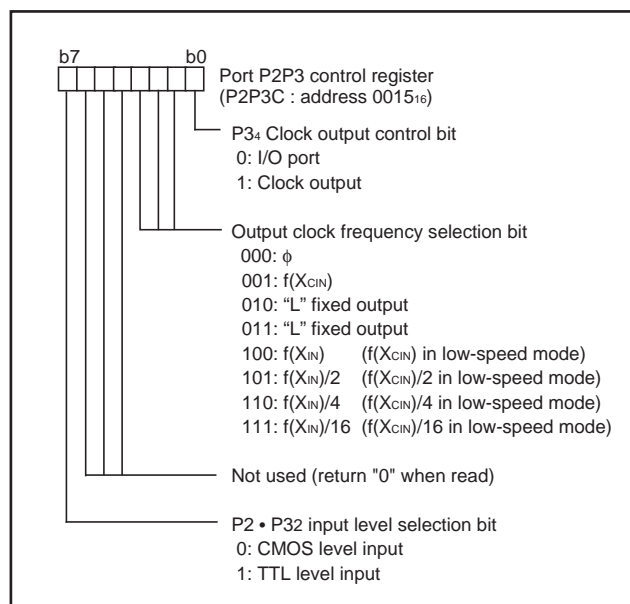 b7 b0
Port P2P3 control register
(P2P3C : address 0015₁₆)
P3₄ Clock output control bit
0: I/O port
1: Clock output
Output clock frequency selection bit
000: ϕ
001: f(XCIN)
010: “L” fixed output
011: “L” fixed output
100: f(XIN) (f(XCIN) in low-speed mode)
101: f(XIN)/2 (f(XCIN)/2 in low-speed mode)
110: f(XIN)/4 (f(XCIN)/4 in low-speed mode)
111: f(XIN)/16 (f(XCIN)/16 in low-speed mode)
Not used (return "0" when read)
P2 • P32 input level selection bit
0: CMOS level input
1: TTL level input